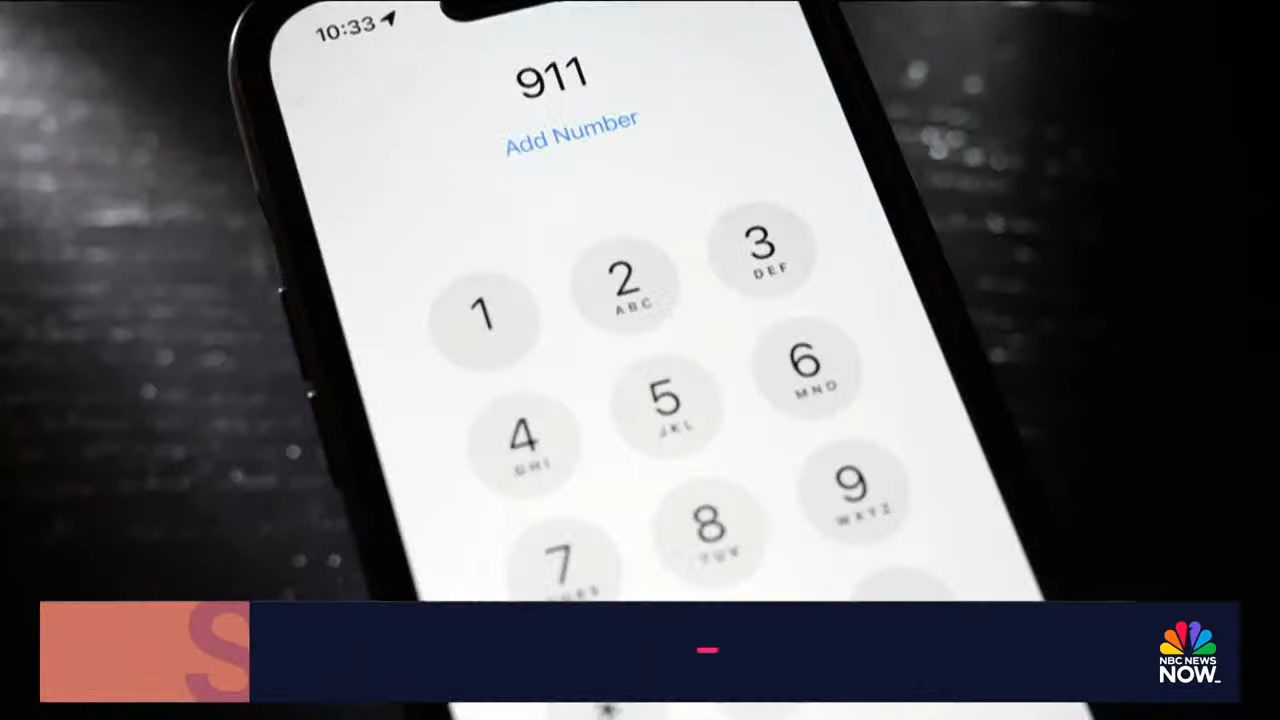 10:33
911
Add Number
1
2
ABC
3
DEF
4
GHI
5
JKL
6
MNO
7
8
TUV
9
WXYZ
*
S
NBC NEWS
NOW